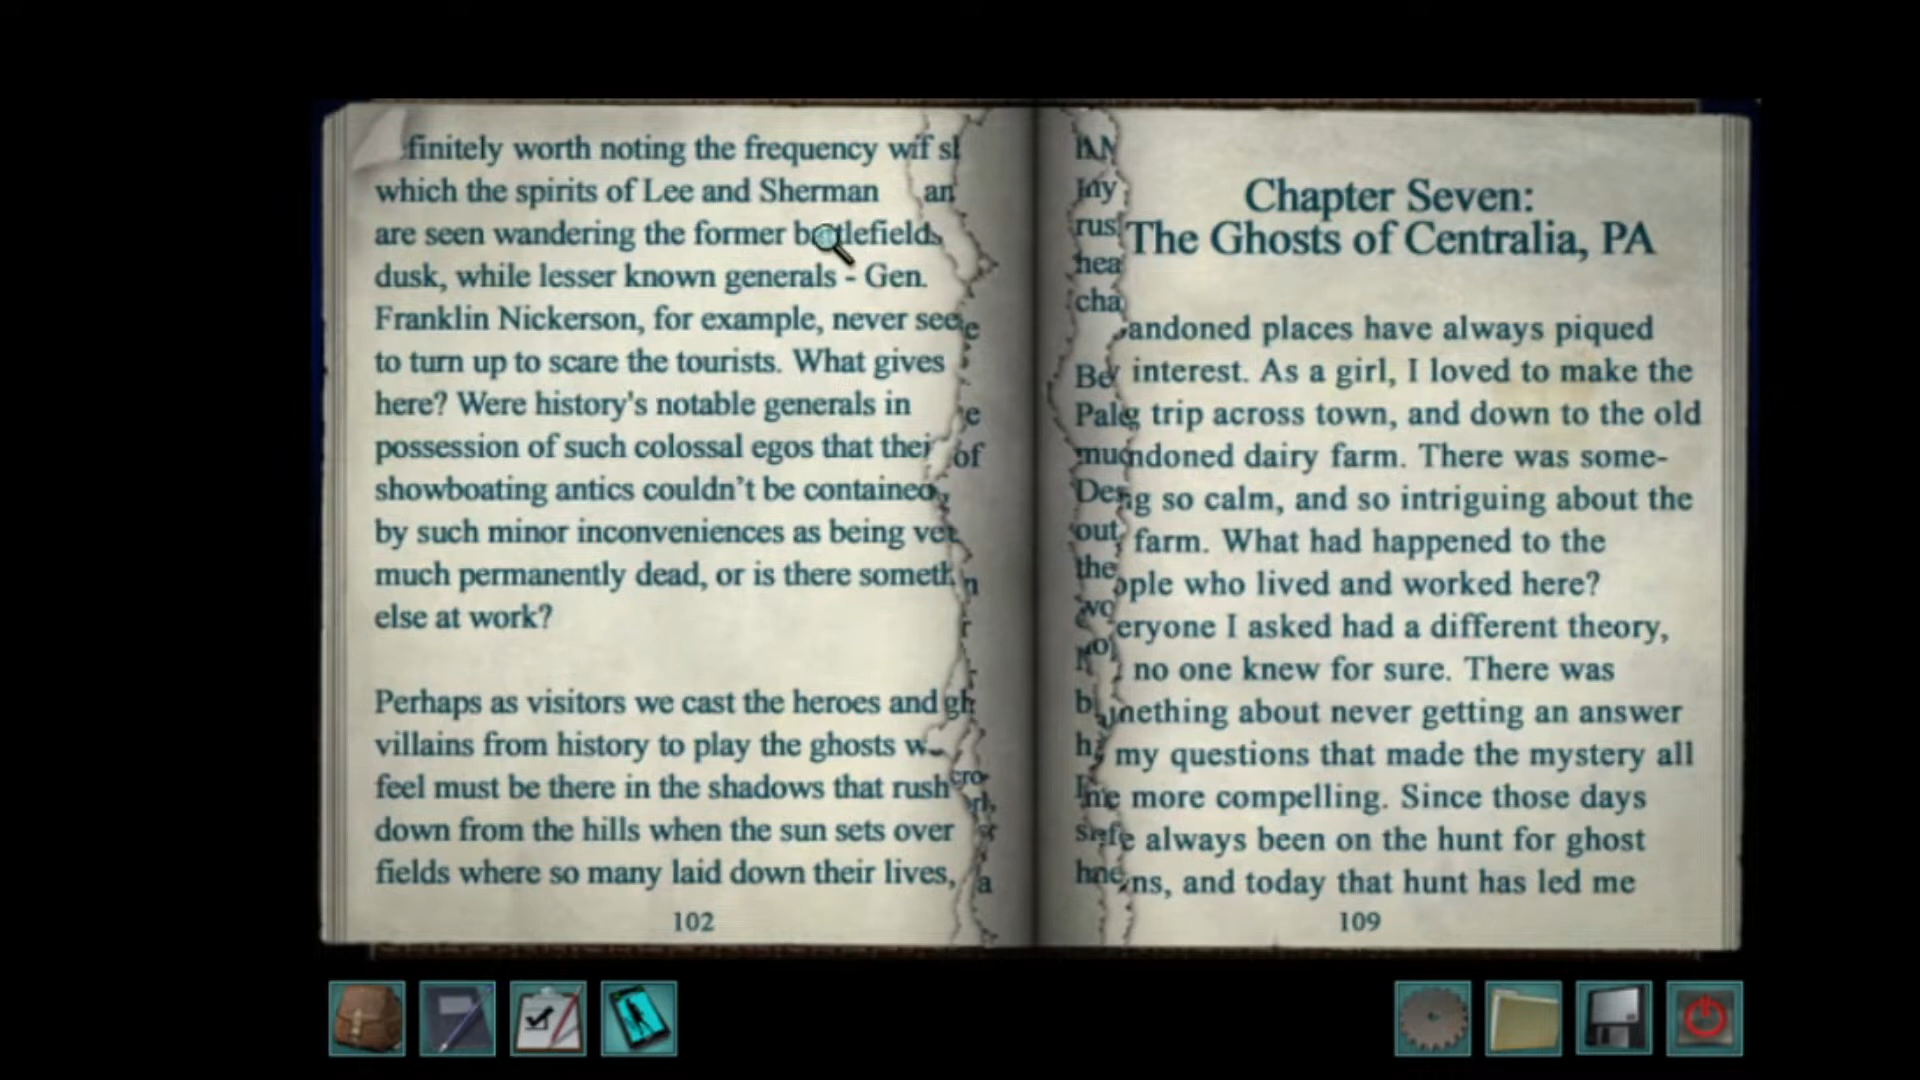 finitely worth noting the frequency
which the spirits of Lee and Sherman
are seen wandering the former battlefields
dusk, while lesser known generals - Gen.
Franklin Nickerson, for example, never
to turn up to scare the tourists. What gives
here? Were history's notable generals in
possession of such colossal egos that
showboating antics couldn't be contained
by such minor inconveniences as being
much permanently dead, or is there
else at work?
Perhaps as visitors we cast the heroes and
villains from history to play the ghosts
feel must be there in the shadows that rush
down from the hills when the sun sets over
fields where so many laid down their lives,
102
Chapter Seven:
The Ghosts of Centralia, PA
andoned places have always piqued
interest. As a girl, I loved to make the
trip across town, and down to the old
ndoned dairy farm. There was some-
g so calm, and so intriguing about the
farm. What had happened to the
ople who lived and worked here?
eryone I asked had a different theory,
no one knew for sure. There was
mething about never getting an answer
my questions that made the mystery all
more compelling. Since those days
always been on the hunt for ghost
ns, and today that hunt has led me
109